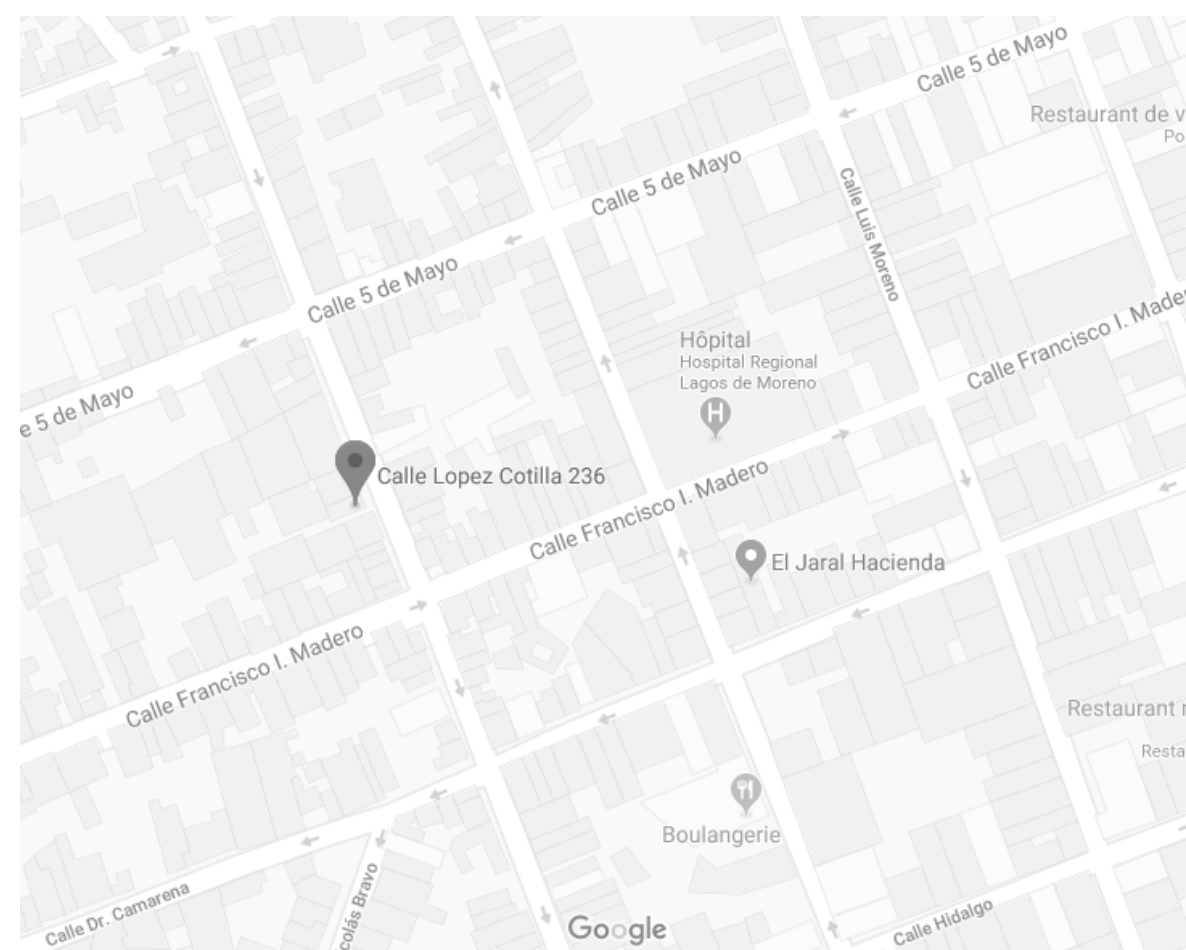 Calle 5 de Mayo
Restaurant de v
Po
Calle 5 de Mayo
Calle Luis Moreno
Calle 5 de Mayo
Calle Francisco I. Made
Hôpital
Hospital Regional
Lagos de Moreno
e 5 de Mayo
Calle Lopez Cotilla 236
Calle Francisco I. Madero
El Jaral Hacienda
Calle Francisco I. Madero
Restaurant
Resta
Boulangerie
Calle Dr. Camarena
colás Bravo
Calle Hidalgo
Google